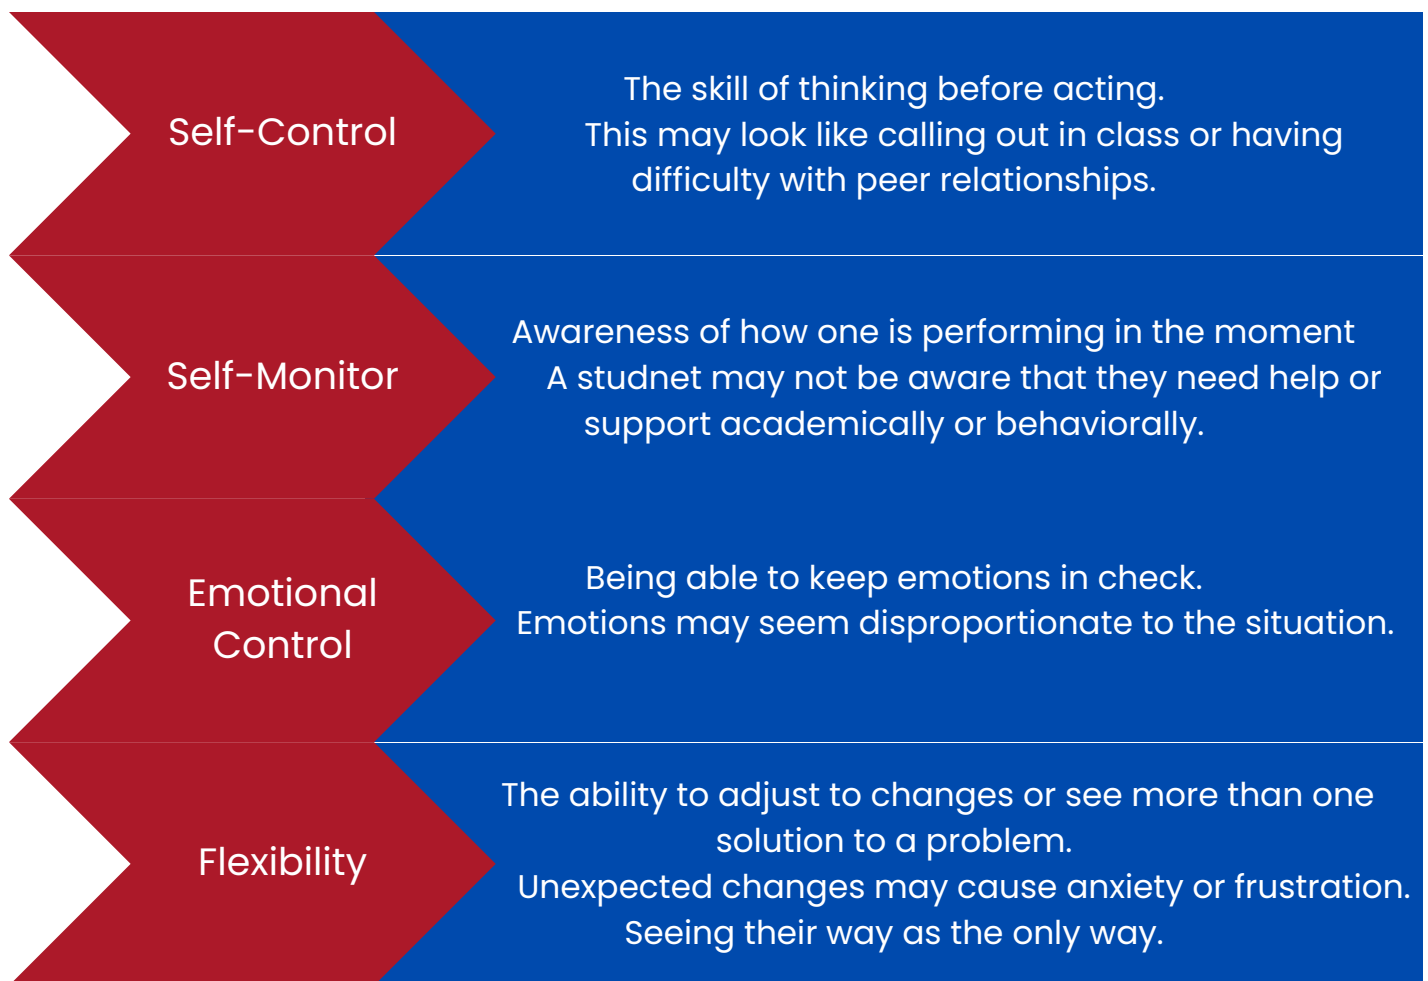 Self-Control
The skill of thinking before acting.
This may look like calling out in class or having
difficulty with peer relationships.
Self-Monitor
Awareness of how one is performing in the moment
A studnet may not be aware that they need help or
support academically or behaviorally.
Emotional
Control
Being able to keep emotions in check.
Emotions may seem disproportionate to the situation.
Flexibility
The ability to adjust to changes or see more than one
solution to a problem.
Unexpected changes may cause anxiety or frustration.
Seeing their way as the only way.